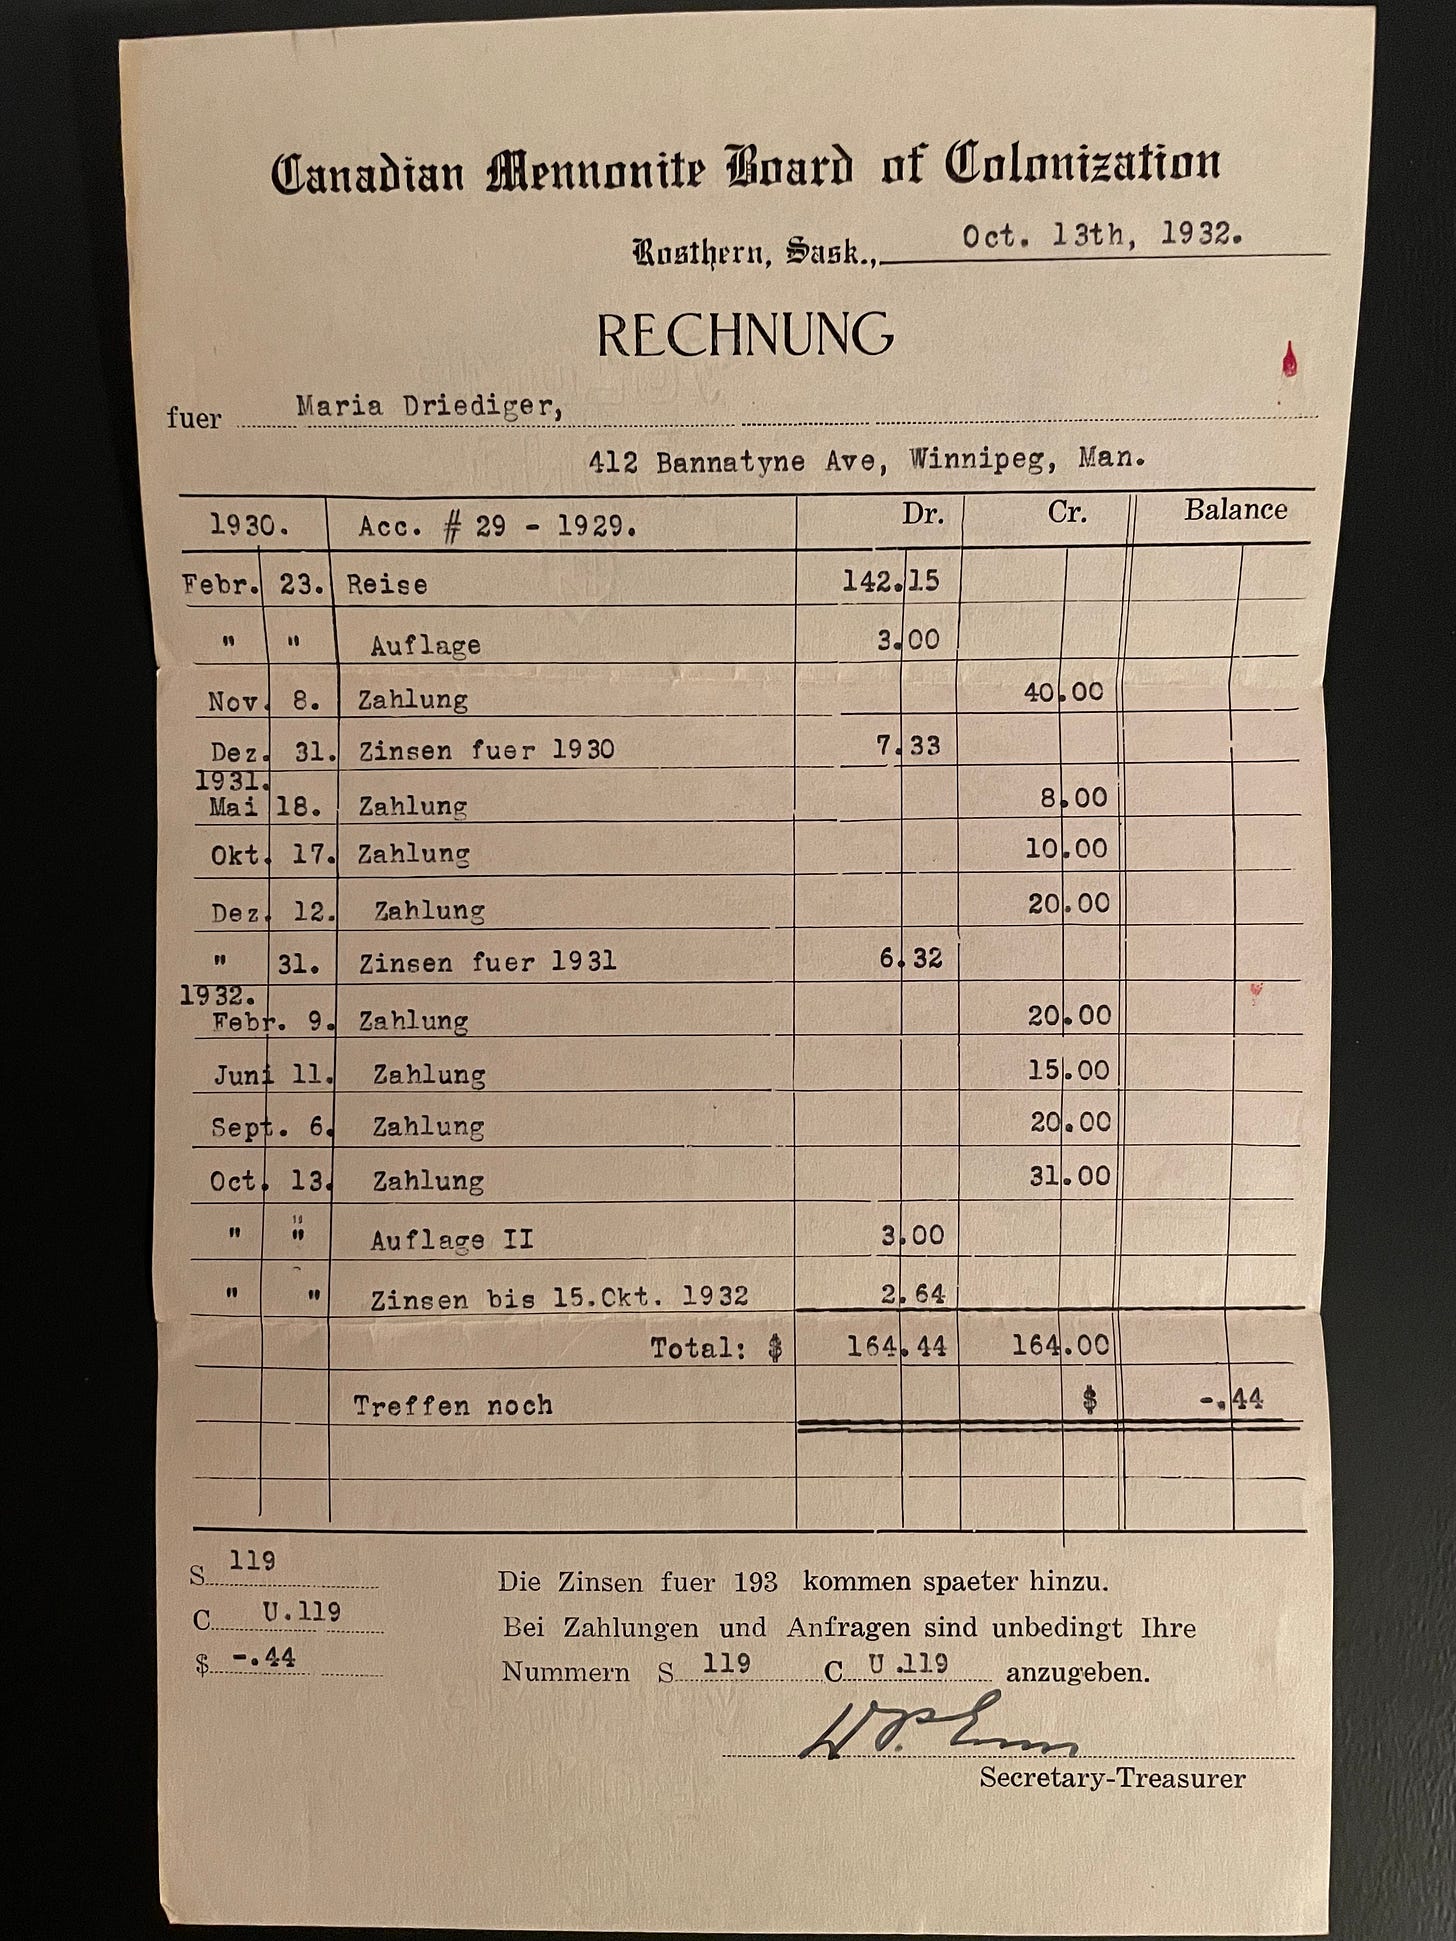 Canadian Mennonite Board of Colonization
Rosthern, Sask., Oct. 13th, 1932.
RECHNUNG
fuer Maria Driediger,
412 Bannatyne Ave, Winnipeg, Man.
1930. Acc. # 29 - 1929. Dr. Cr. Balance
Febr. 23. Reise 142.15
" " Auflage 3.00
Nov. 8. Zahlung 40.00
Dez. 31. Zinsen fuer 1930 7.33
1931.
Mai 18. Zahlung 8.00
Okt. 17. Zahlung 10.00
Dez. 12. Zahlung 20.00
" 31. Zinsen fuer 1931 6.32
1932.
Febr. 9. Zahlung 20.00
Juni 11. Zahlung 15.00
Sept. 6. Zahlung 20.00
Oct. 13. Zahlung 31.00
" " Auflage II 3.00
" " Zinsen bis 15.Okt. 1932 2.64
Total: $ 164.44 164.00
Treffen noch $ -.44
S 119
C U.119
$ -.44
Die Zinsen fuer 193 kommen spaeter hinzu.
Bei Zahlungen und Anfragen sind unbedingt Ihre
Nummern S 119 C U.119 anzugeben.
Secretary-Treasurer